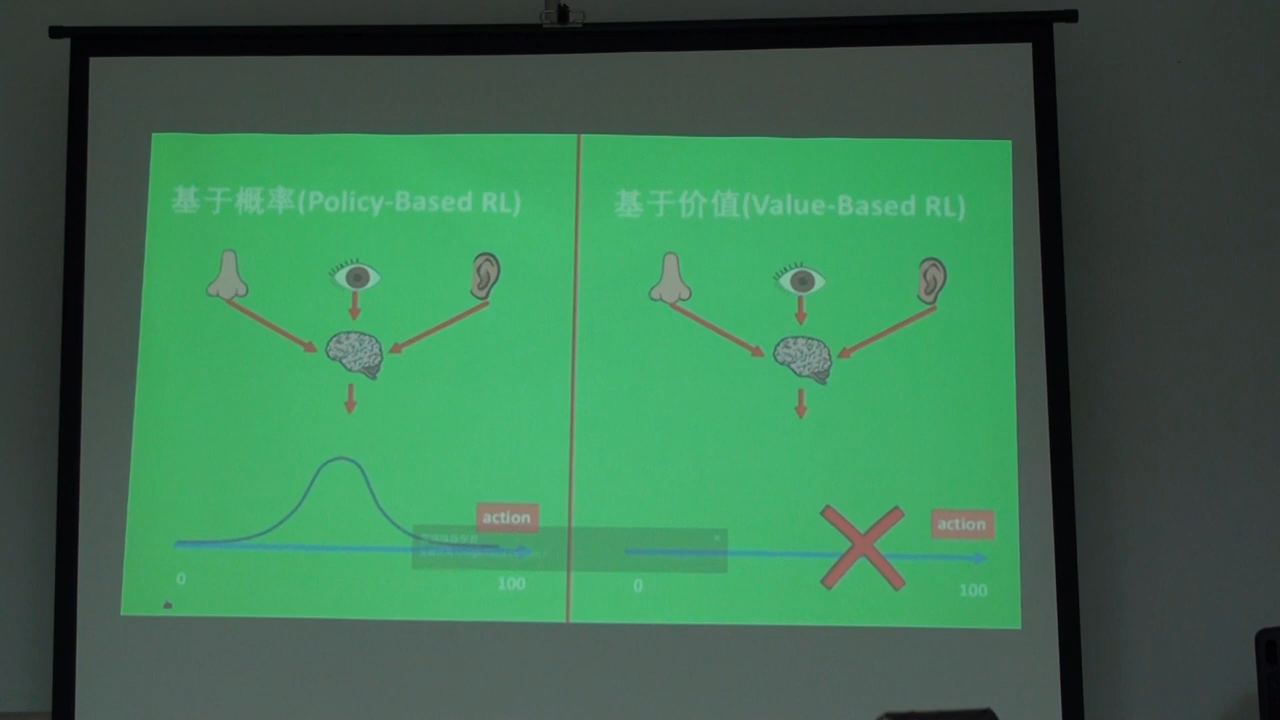 基于概率(Policy-Based RL)
action
0
100
基于价值(Value-Based RL)
action
0
100